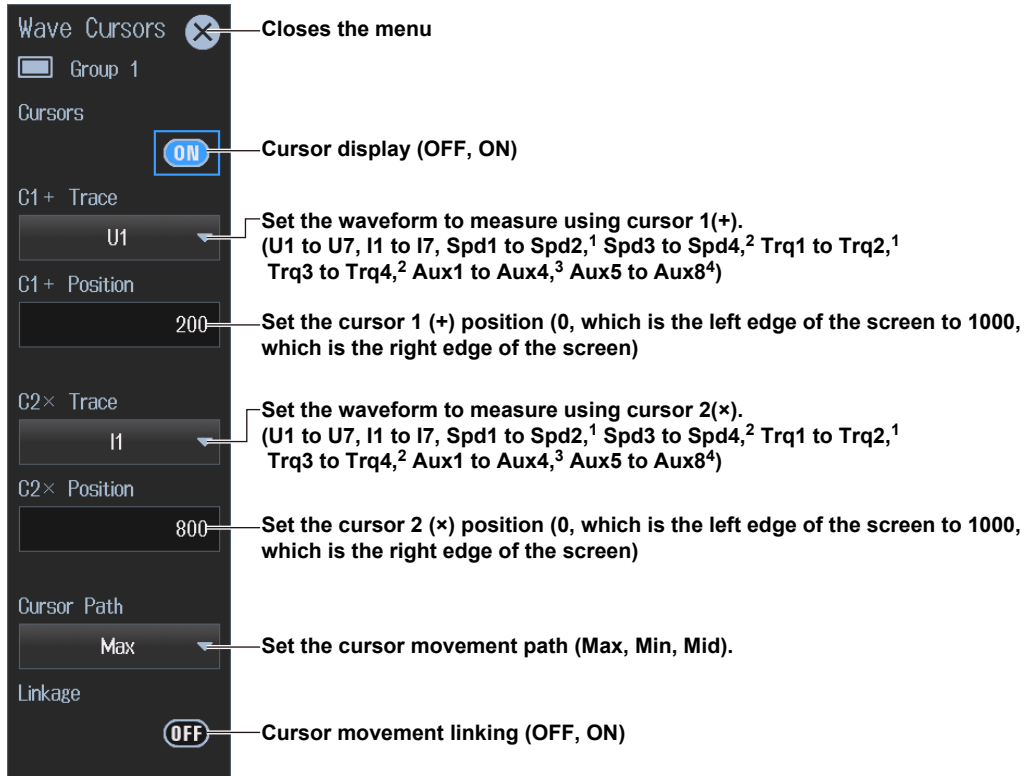 Wave Cursors
Closes the menu
Group 1
Cursors
ON
Cursor display (OFF, ON)
C1+ Trace
U1
Set the waveform to measure using cursor 1(+).
(U1 to U7, I1 to I7, Spd1 to Spd2,¹ Spd3 to Spd4,² Trq1 to Trq2,¹
Trq3 to Trq4,² Aux1 to Aux4,³ Aux5 to Aux8⁴)
C1+ Position
200
Set the cursor 1 (+) position (0, which is the left edge of the screen to 1000,
which is the right edge of the screen)
C2× Trace
I1
Set the waveform to measure using cursor 2(×).
(U1 to U7, I1 to I7, Spd1 to Spd2,¹ Spd3 to Spd4,² Trq1 to Trq2,¹
Trq3 to Trq4,² Aux1 to Aux4,³ Aux5 to Aux8⁴)
C2× Position
800
Set the cursor 2 (×) position (0, which is the left edge of the screen to 1000,
which is the right edge of the screen)
Cursor Path
Max
Set the cursor movement path (Max, Min, Mid).
Linkage
OFF
Cursor movement linking (OFF, ON)